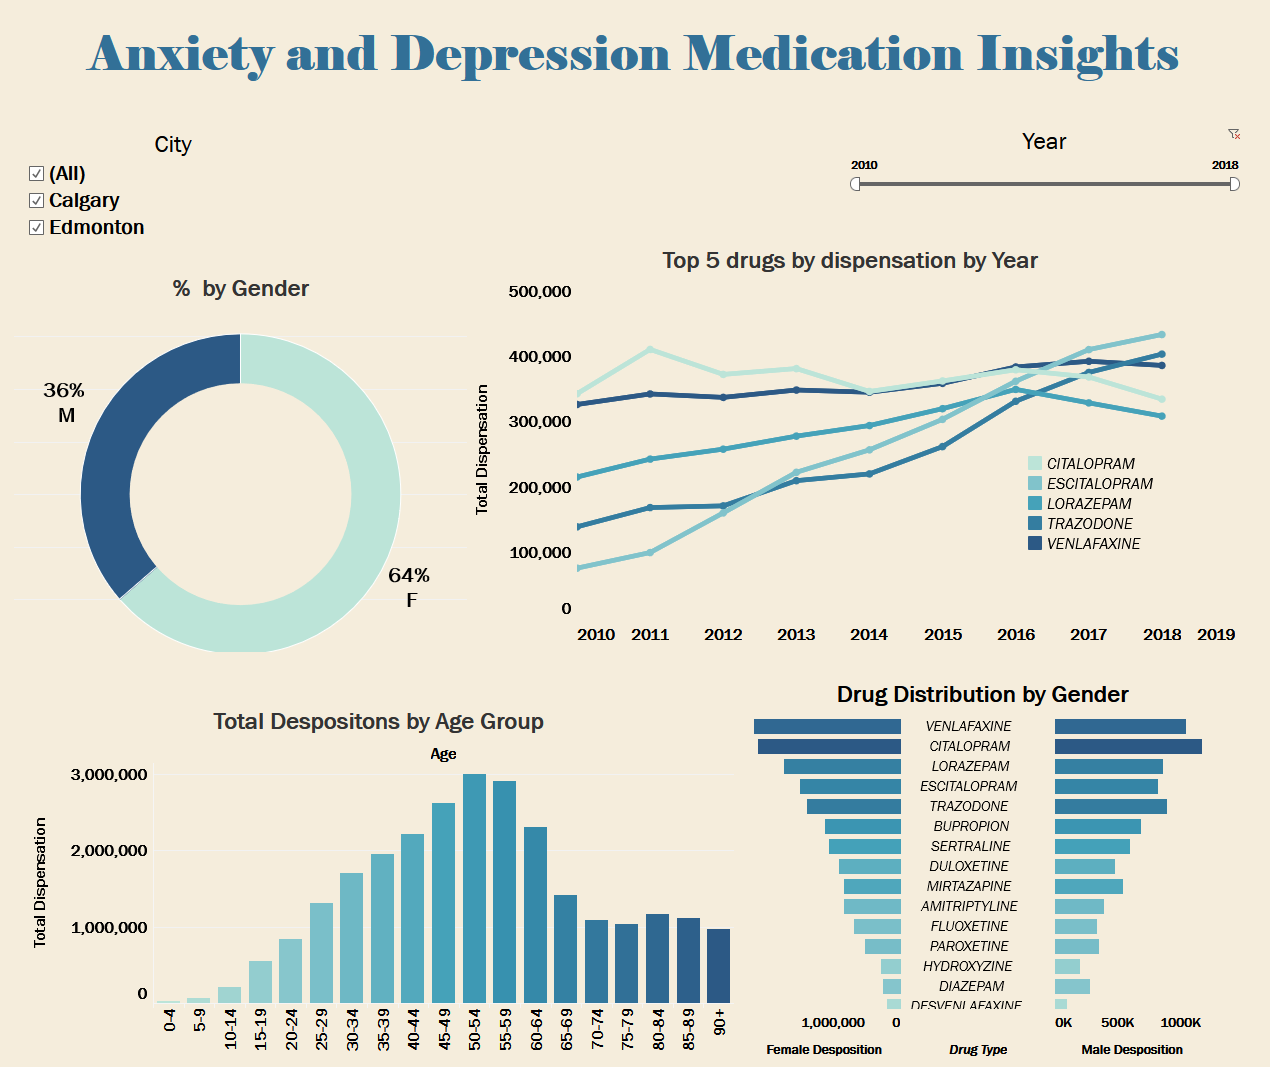 Anxiety and Depression Medication Insights
City
(All)
Calgary
Edmonton
Year
2010
2018
% by Gender
36%
M
64%
F
Top 5 drugs by dispensation by Year
Total Dispensation
500,000
400,000
300,000
200,000
100,000
0
2010 2011 2012 2013 2014 2015 2016 2017 2018 2019
CITALOPRAM
ESCITALOPRAM
LORAZEPAM
TRAZODONE
VENLAFAXINE
Total Despositons by Age Group
Age
Total Dispensation
3,000,000
2,000,000
1,000,000
0
0-4
5-9
10-14
15-19
20-24
25-29
30-34
35-39
40-44
45-49
50-54
55-59
60-64
65-69
70-74
75-79
80-84
85-89
90+
Drug Distribution by Gender
VENLAFAXINE
CITALOPRAM
LORAZEPAM
ESCITALOPRAM
TRAZODONE
BUPROPION
SERTRALINE
DULOXETINE
MIRTAZAPINE
AMITRIPTYLINE
FLUOXETINE
PAROXETINE
HYDROXYZINE
DIAZEPAM
DESVENLAFAXINE
1,000,000 0
0K 500K 1000K
Female Desposition
Drug Type
Male Desposition